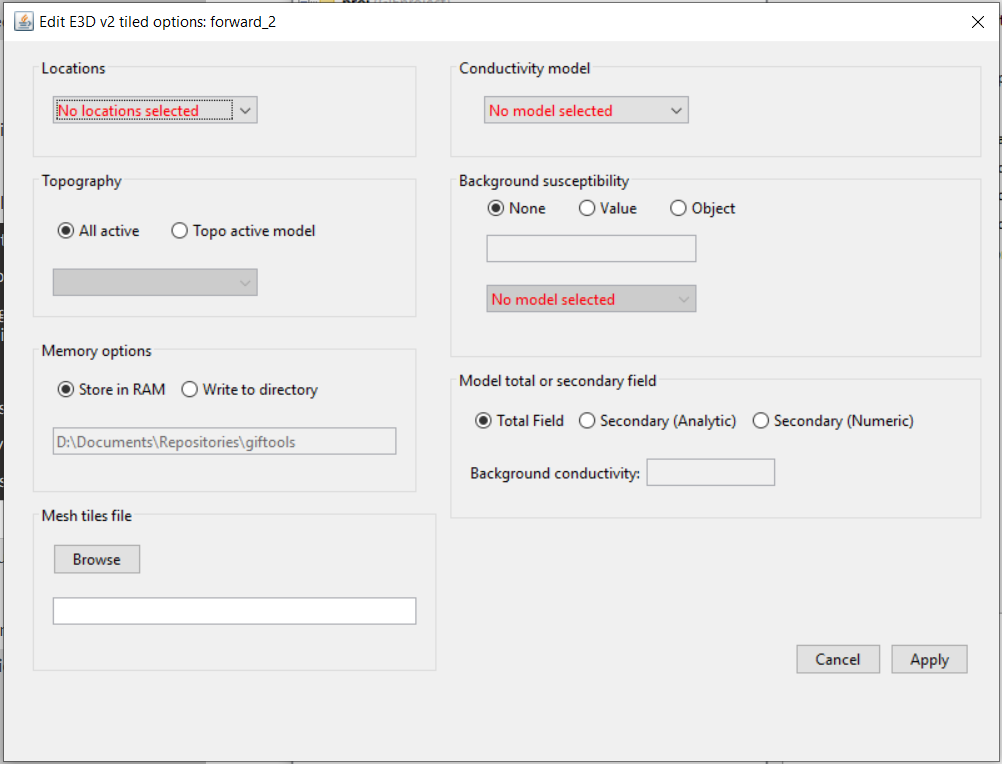 Edit E3D v2 tiled options: forward_2
Locations
No locations selected
Conductivity model
No model selected
Topography
All active
Topo active model
Background susceptibility
None
Value
Object
No model selected
Memory options
Store in RAM
Write to directory
D:\Documents\Repositories\giftools
Model total or secondary field
Total Field
Secondary (Analytic)
Secondary (Numeric)
Background conductivity:
Mesh tiles file
Browse
Cancel
Apply